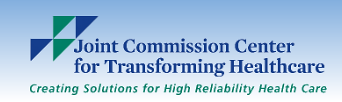 Joint Commission Center
for Transforming Healthcare
Creating Solutions for High Reliability Health Care